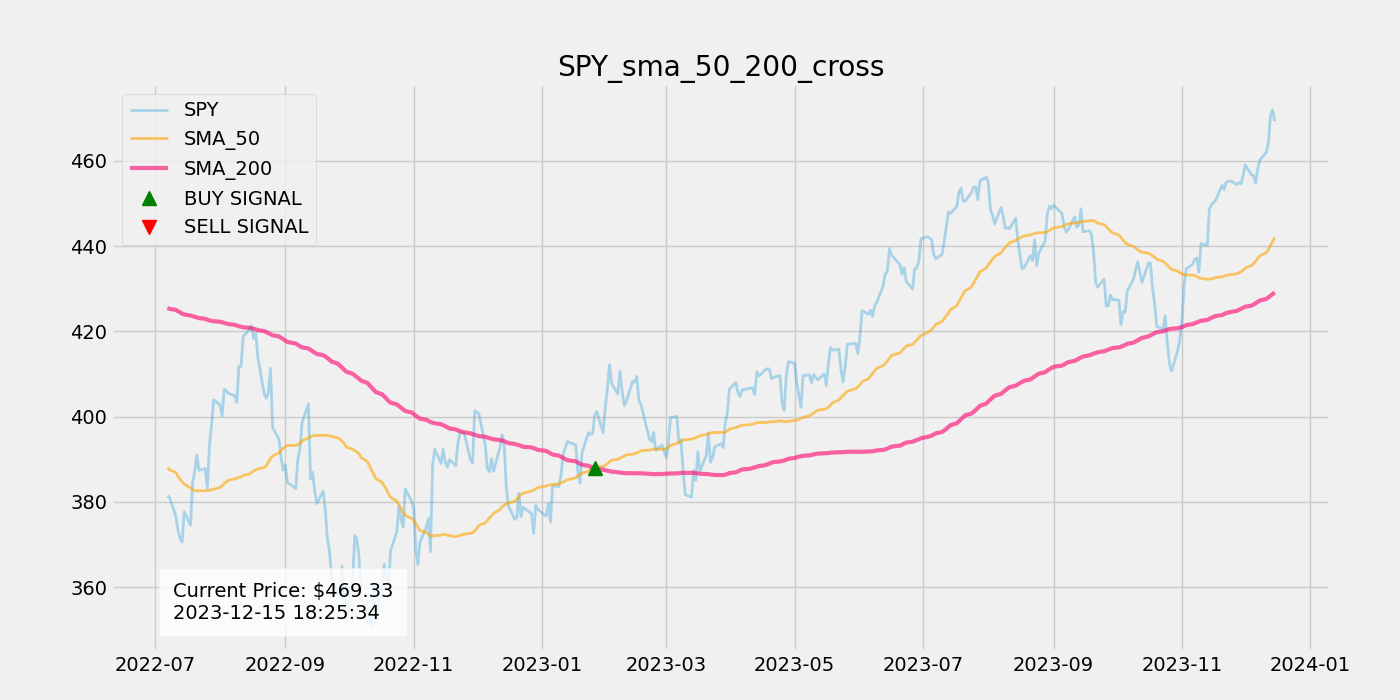 SPY_sma_50_200_cross
SPY
SMA_50
SMA_200
BUY SIGNAL
SELL SIGNAL
460
440
420
400
380
360
Current Price: $469.33
2023-12-15 18:25:34
2022-07 2022-09 2022-11 2023-01 2023-03 2023-05 2023-07 2023-09 2023-11 2024-01